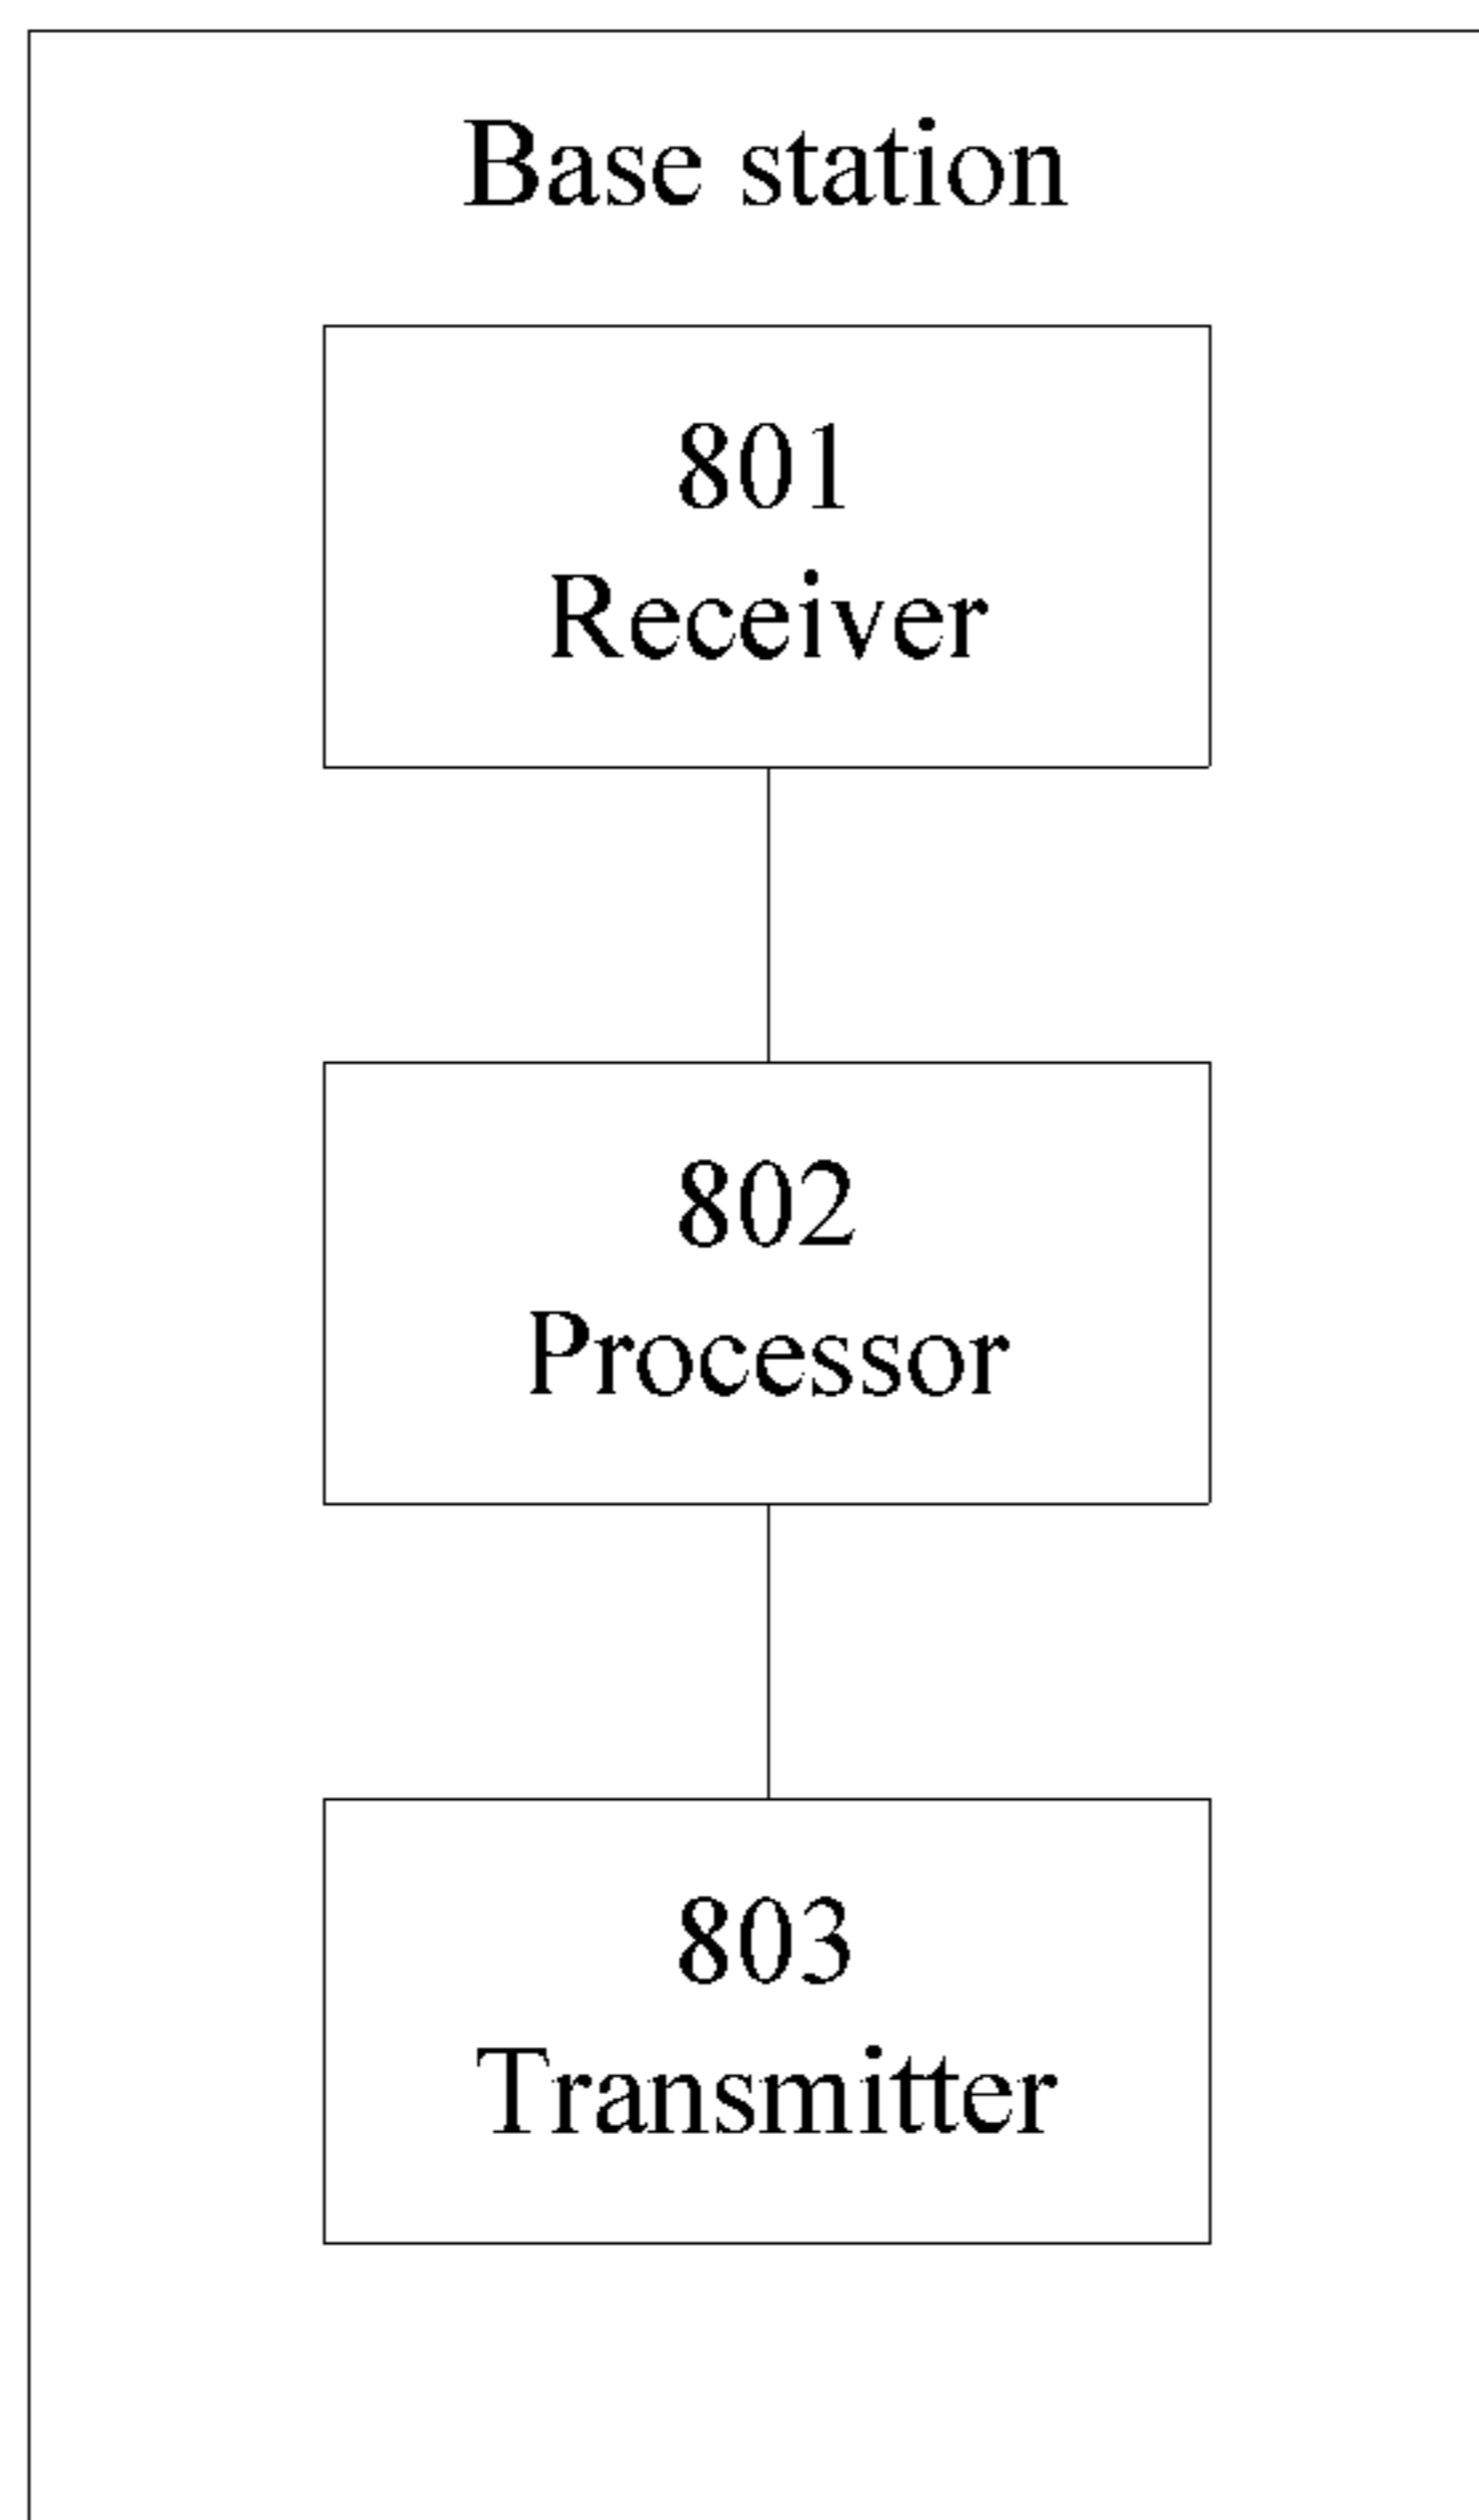 Base station
801
Receiver
802
Processor
803
Transmitter